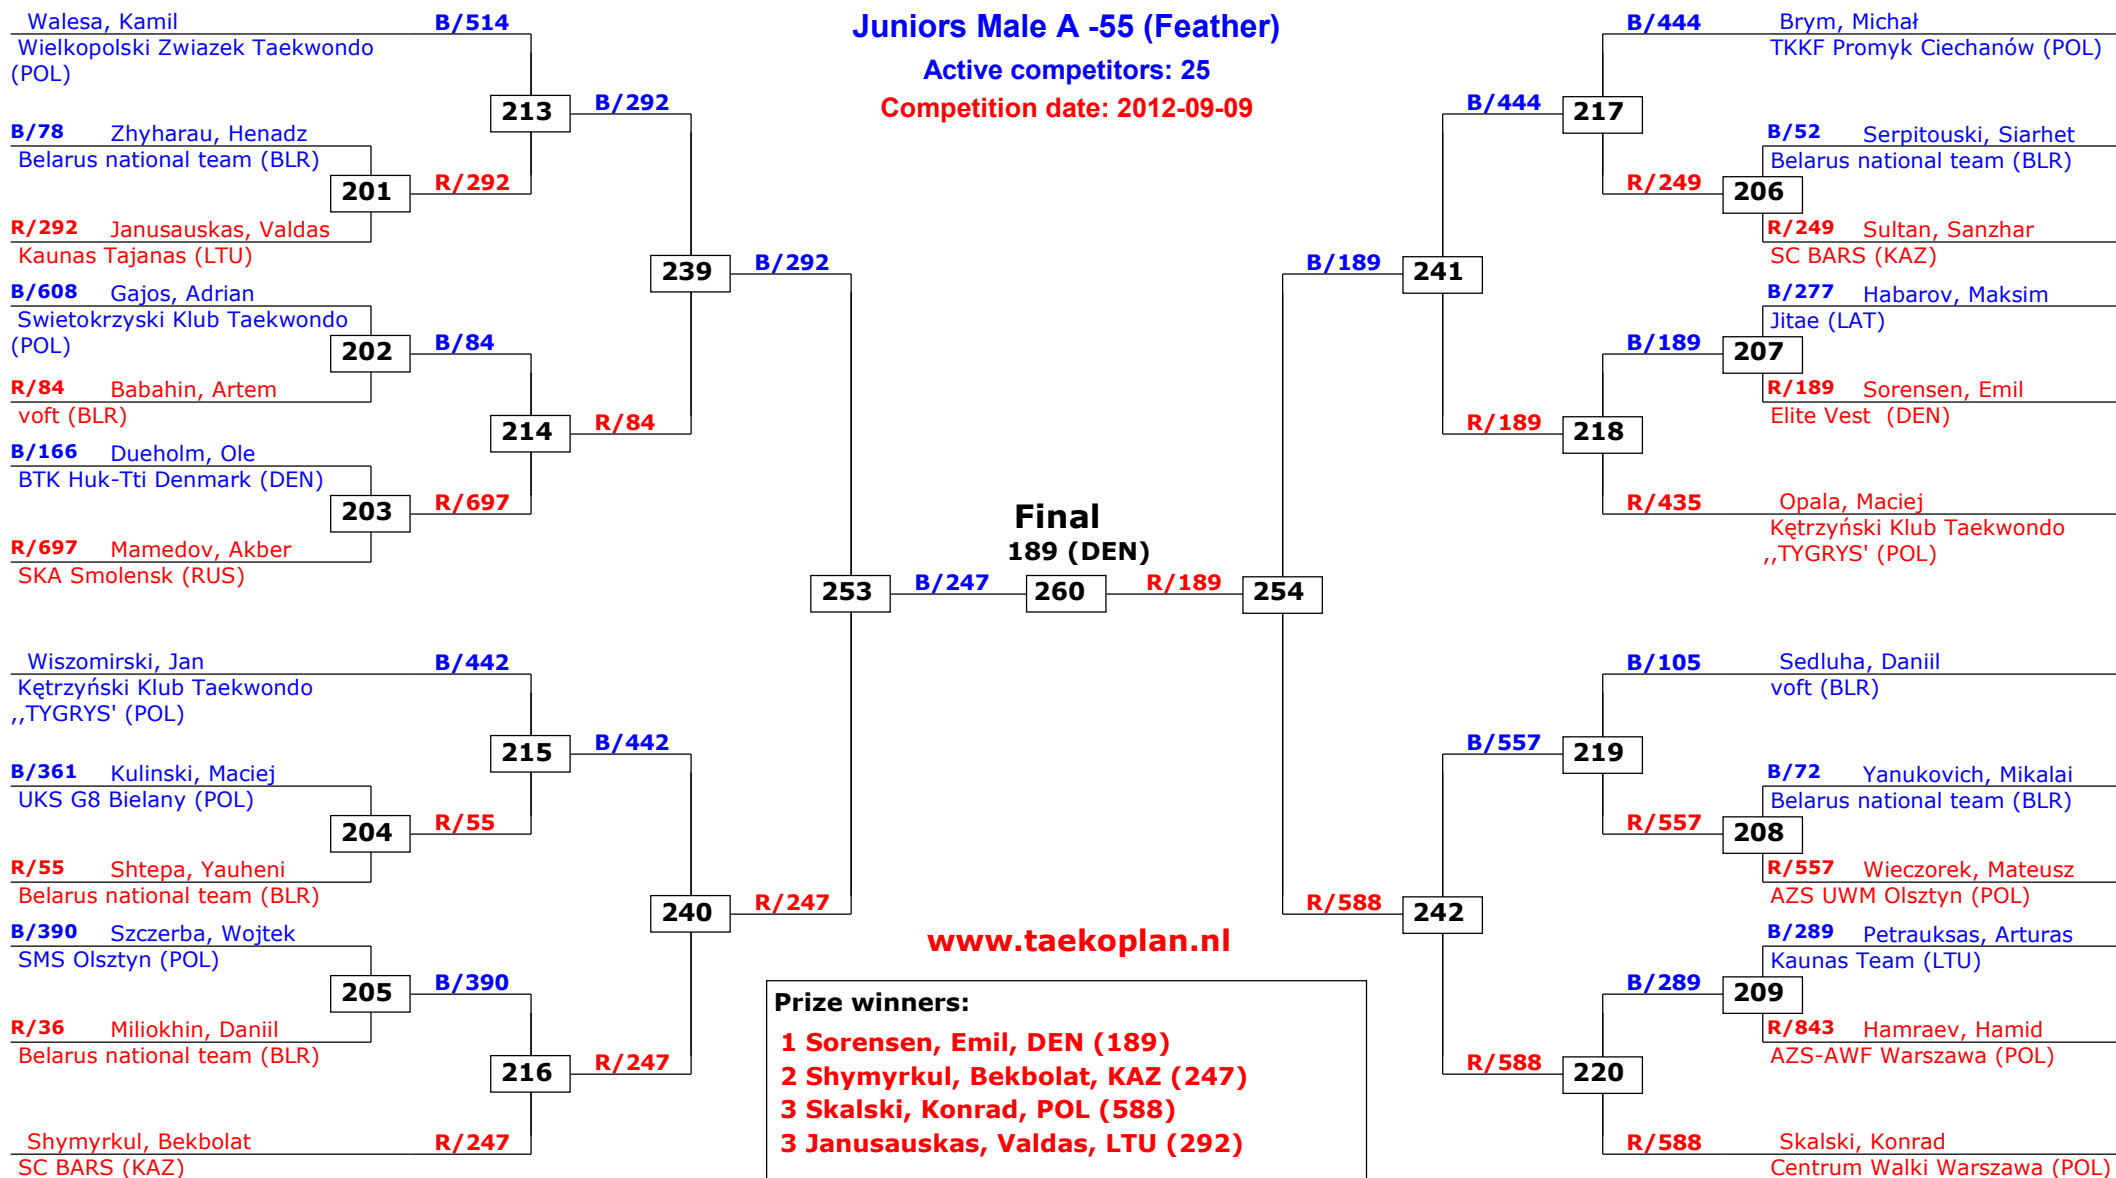 Juniors Male A -55 (Feather)
Active competitors: 25
Competition date: 2012-09-09
Walesa, Kamil
B/514
Wielkopolski Zwiazek Taekwondo
(POL)
213
B/292
B/78 Zhyharau, Henadz
Belarus national team (BLR)
201
R/292
R/292 Janusauskas, Valdas
Kaunas Tajanas (LTU)
239
B/292
B/608 Gajos, Adrian
Swietokrzyski Klub Taekwondo
(POL)
202
B/84
R/84 Babahin, Artem
voft (BLR)
214
R/84
B/166 Dueholm, Ole
BTK Huk-Tti Denmark (DEN)
203
R/697
R/697 Mamedov, Akber
SKA Smolensk (RUS)
253
B/247
Wiszomirski, Jan
B/442
Kętrzyński Klub Taekwondo
,,TYGRYS' (POL)
215
B/442
B/361 Kulinski, Maciej
UKS G8 Bielany (POL)
204
R/55
R/55 Shtepa, Yauheni
Belarus national team (BLR)
240
R/247
B/390 Szczerba, Wojtek
SMS Olsztyn (POL)
205
B/390
R/36 Miliokhin, Daniil
Belarus national team (BLR)
216
R/247
Shymyrkul, Bekbolat
R/247
SC BARS (KAZ)
Final
189 (DEN)
260
R/189
254
B/444
Brym, Michał
TKKF Promyk Ciechanów (POL)
B/444
217
B/52 Serpitouski, Siarhet
Belarus national team (BLR)
R/249
206
R/249 Sultan, Sanzhar
SC BARS (KAZ)
B/189
241
B/277 Habarov, Maksim
Jitae (LAT)
B/189
207
R/189 Sorensen, Emil
Elite Vest (DEN)
R/189
218
R/435
Opala, Maciej
Kętrzyński Klub Taekwondo
,,TYGRYS' (POL)
B/105
Sedluha, Daniil
voft (BLR)
B/557
219
B/72 Yanukovich, Mikalai
Belarus national team (BLR)
R/557
208
R/557 Wieczorek, Mateusz
AZS UWM Olsztyn (POL)
R/588
242
B/289 Petrauksas, Arturas
Kaunas Team (LTU)
B/289
209
R/843 Hamraev, Hamid
AZS-AWF Warszawa (POL)
R/588
220
R/588
Skalski, Konrad
Centrum Walki Warszawa (POL)
www.taekoplan.nl
Prize winners:
1 Sorensen, Emil, DEN (189)
2 Shymyrkul, Bekbolat, KAZ (247)
3 Skalski, Konrad, POL (588)
3 Janusauskas, Valdas, LTU (292)